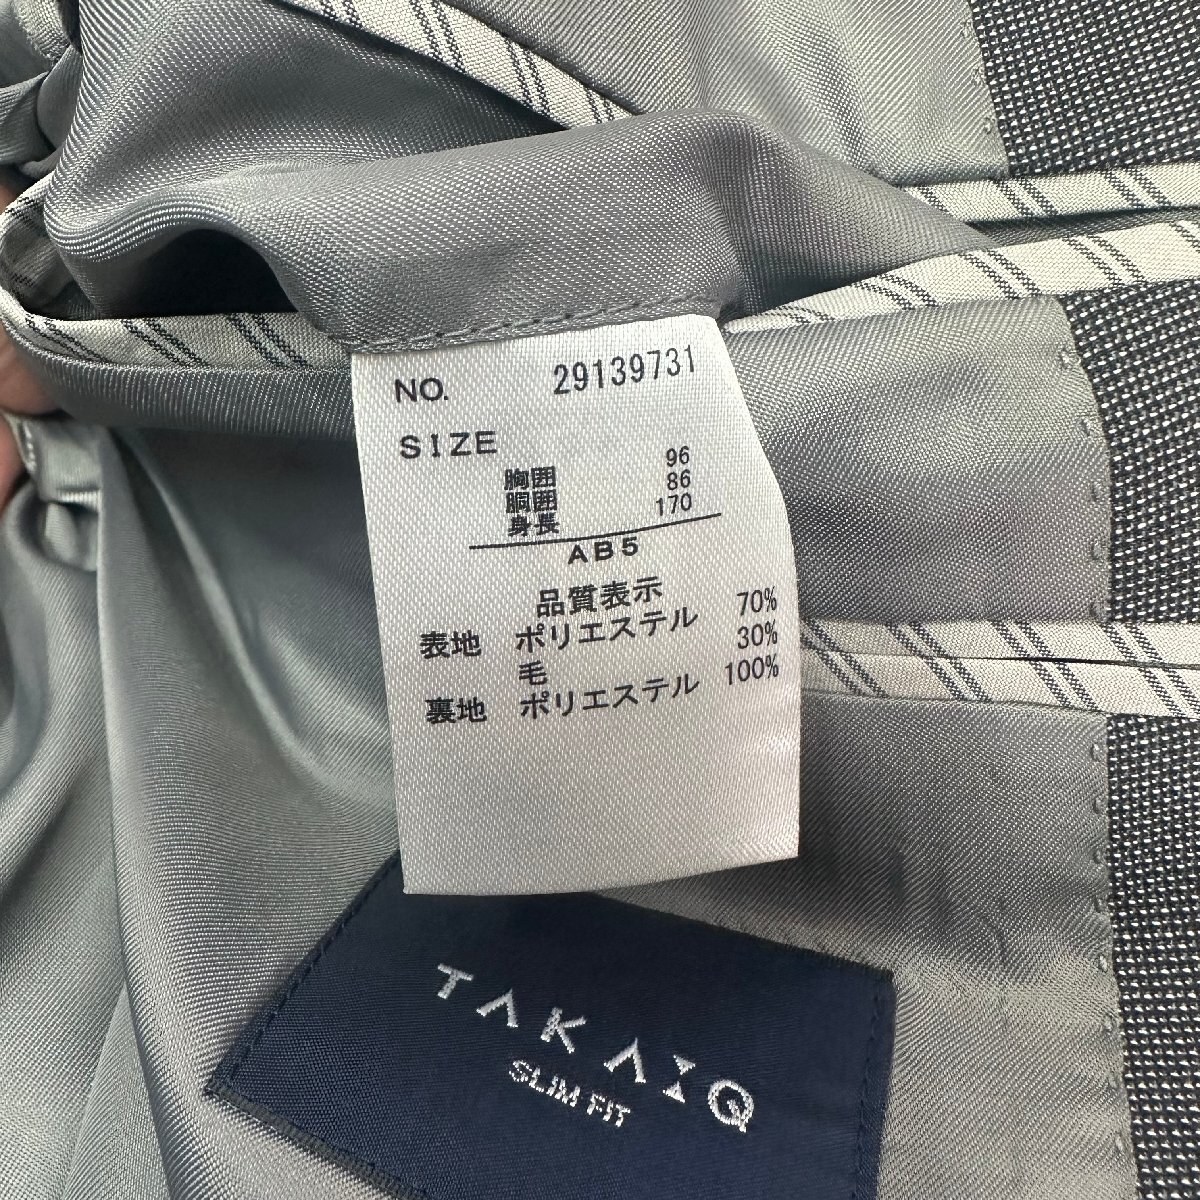 NO. 29139731
SIZE
胸囲 96
胴囲 86
身長 170
AB5
品質表示
表地 ポリエステル 70%
毛 30%
裏地 ポリエステル 100%
TAKAIQ
SLIM FIT